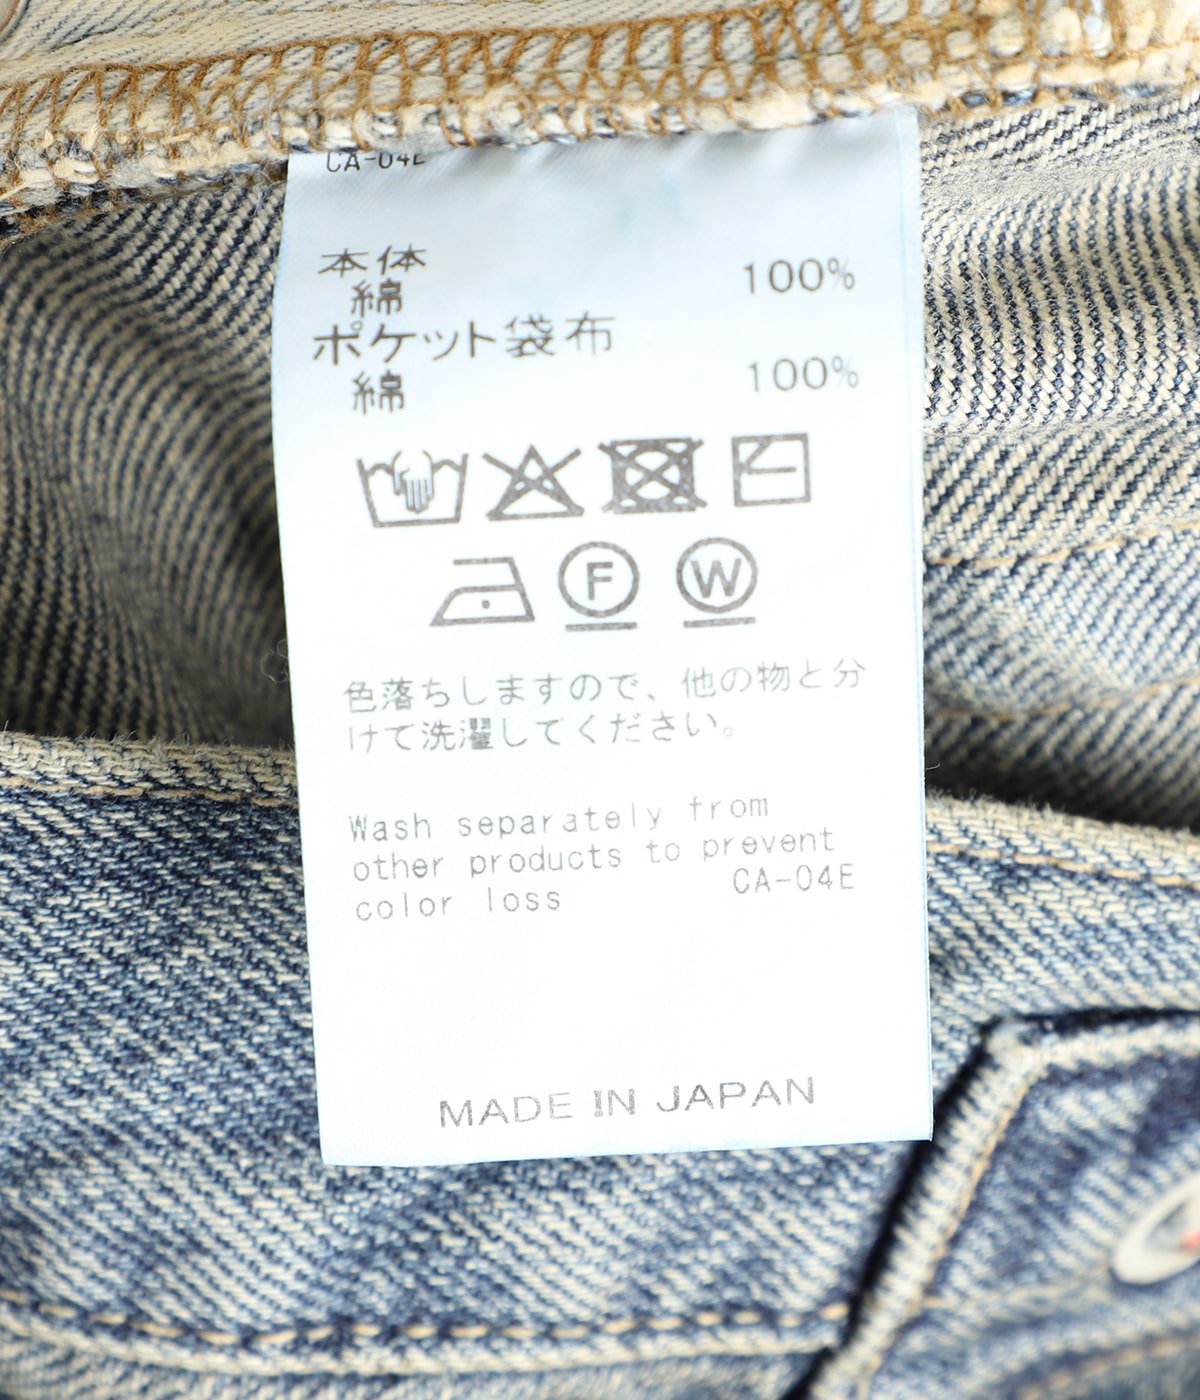 CA-04E
本体
綿 100%
ポケット袋布
綿 100%
F W
色落ちしますので、他の物と分
けて洗濯してください。
Wash separately from
other products to prevent
color loss CA-04E
MADE IN JAPAN